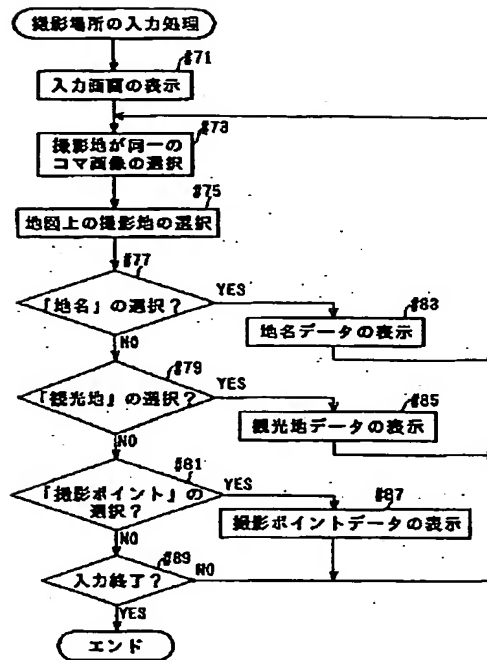 撮影場所の入力処理
#71
入力画面の表示
#73
撮影地が同一の
コマ画像の選択
#75
地図上の撮影地の選択
#77
「地名」の選択?
YES
#83
地名データの表示
NO
#79
「観光地」の選択?
YES
#85
観光地データの表示
NO
#81
「撮影ポイント」の
選択?
YES
#87
撮影ポイントデータの表示
NO
#89
入力終了?
NO
YES
エンド